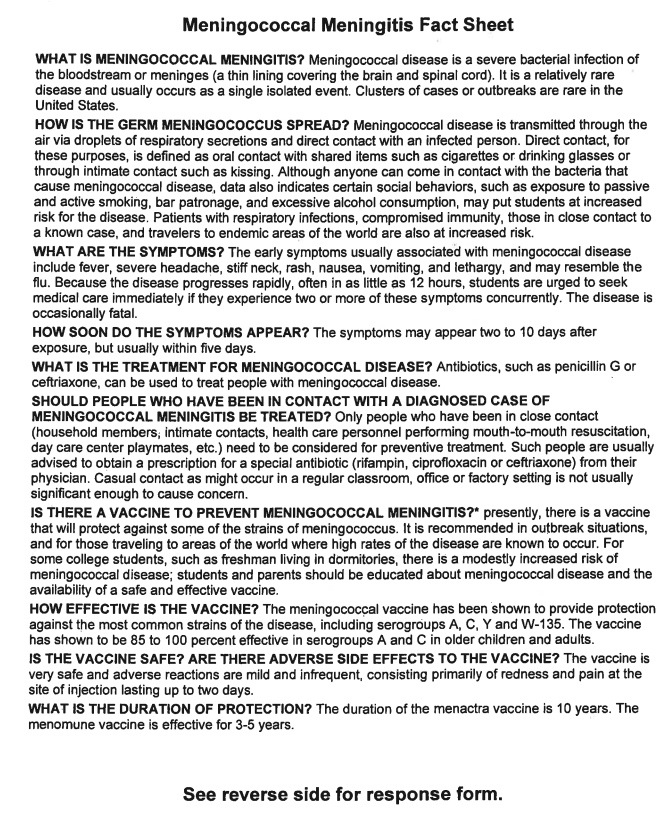 Meningococcal Meningitis Fact Sheet
WHAT IS MENINGOCOCCAL MENINGITIS? Meningococcal disease is a severe bacterial infection of
the bloodstream or meninges (a thin lining covering the brain and spinal cord). It is a relatively rare
disease and usually occurs as a single isolated event. Clusters of cases or outbreaks are rare in the
United States.
HOW IS THE GERM MENINGOCOCCUS SPREAD? Meningococcal disease is transmitted through the
air via droplets of respiratory secretions and direct contact with an infected person. Direct contact, for
these purposes, is defined as oral contact with shared items such as cigarettes or drinking glasses or
through intimate contact such as kissing. Although anyone can come in contact with the bacteria that
cause meningococcal disease, data also indicates certain social behaviors, such as exposure to passive
and active smoking, bar patronage, and excessive alcohol consumption, may put students at increased
risk for the disease. Patients with respiratory infections, compromised immunity, those in close contact to
a known case, and travelers to endemic areas of the world are also at increased risk.
WHAT ARE THE SYMPTOMS? The early symptoms usually associated with meningococcal disease
include fever, severe headache, stiff neck, rash, nausea, vomiting, and lethargy, and may resemble the
flu. Because the disease progresses rapidly, often in as little as 12 hours, students are urged to seek
medical care immediately if they experience two or more of these symptoms concurrently. The disease is
occasionally fatal.
HOW SOON DO THE SYMPTOMS APPEAR? The symptoms may appear two to 10 days after
exposure, but usually within five days.
WHAT IS THE TREATMENT FOR MENINGOCOCCAL DISEASE? Antibiotics, such as penicillin G or
ceftriaxone, can be used to treat people with meningococcal disease.
SHOULD PEOPLE WHO HAVE BEEN IN CONTACT WITH A DIAGNOSED CASE OF
MENINGOCOCCAL MENINGITIS BE TREATED? Only people who have been in close contact
(household members, intimate contacts, health care personnel performing mouth-to-mouth resuscitation,
day care center playmates, etc.) need to be considered for preventive treatment. Such people are usually
advised to obtain a prescription for a special antibiotic (rifampin, ciprofloxacin or ceftriaxone) from their
physician. Casual contact as might occur in a regular classroom, office or factory setting is not usually
significant enough to cause concern.
IS THERE A VACCINE TO PREVENT MENINGOCOCCAL MENINGITIS?* presently, there is a vaccine
that will protect against some of the strains of meningococcus. It is recommended in outbreak situations,
and for those traveling to areas of the world where high rates of the disease are known to occur. For
some college students, such as freshman living in dormitories, there is a modestly increased risk of
meningococcal disease; students and parents should be educated about meningococcal disease and the
availability of a safe and effective vaccine.
HOW EFFECTIVE IS THE VACCINE? The meningococcal vaccine has been shown to provide protection
against the most common strains of the disease, including serogroups A, C, Y and W-135. The vaccine
has shown to be 85 to 100 percent effective in serogroups A and C in older children and adults.
IS THE VACCINE SAFE? ARE THERE ADVERSE SIDE EFFECTS TO THE VACCINE? The vaccine is
very safe and adverse reactions are mild and infrequent, consisting primarily of redness and pain at the
site of injection lasting up to two days.
WHAT IS THE DURATION OF PROTECTION? The duration of the menactra vaccine is 10 years. The
menomune vaccine is effective for 3-5 years.
See reverse side for response form.